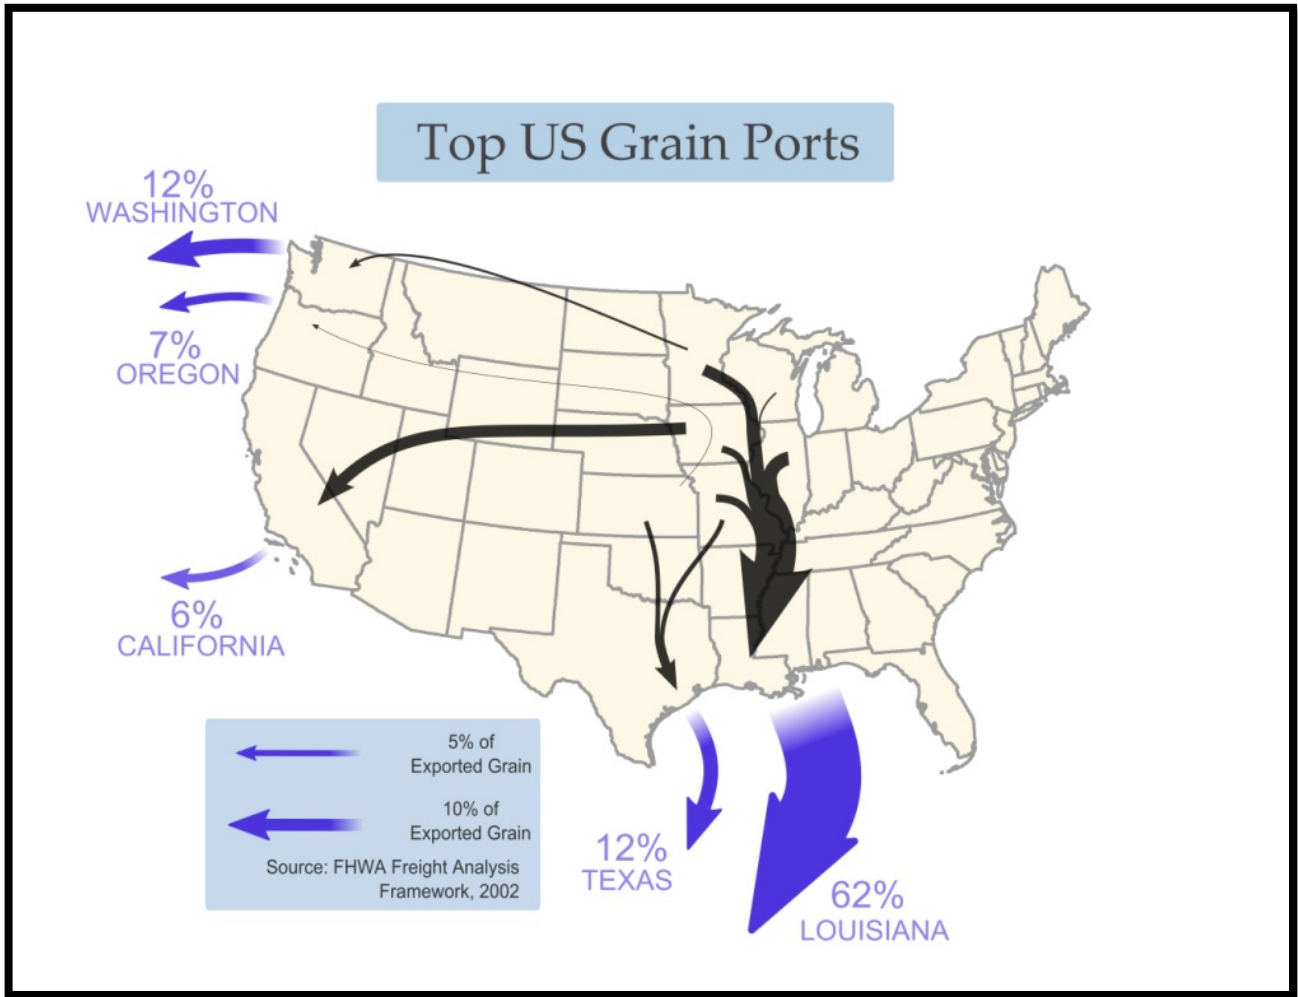 Top US Grain Ports
12%
WASHINGTON
7%
OREGON
6%
CALIFORNIA
5% of
Exported Grain
10% of
Exported Grain
Source: FHWA Freight Analysis
Framework, 2002
12%
TEXAS
62%
LOUISIANA